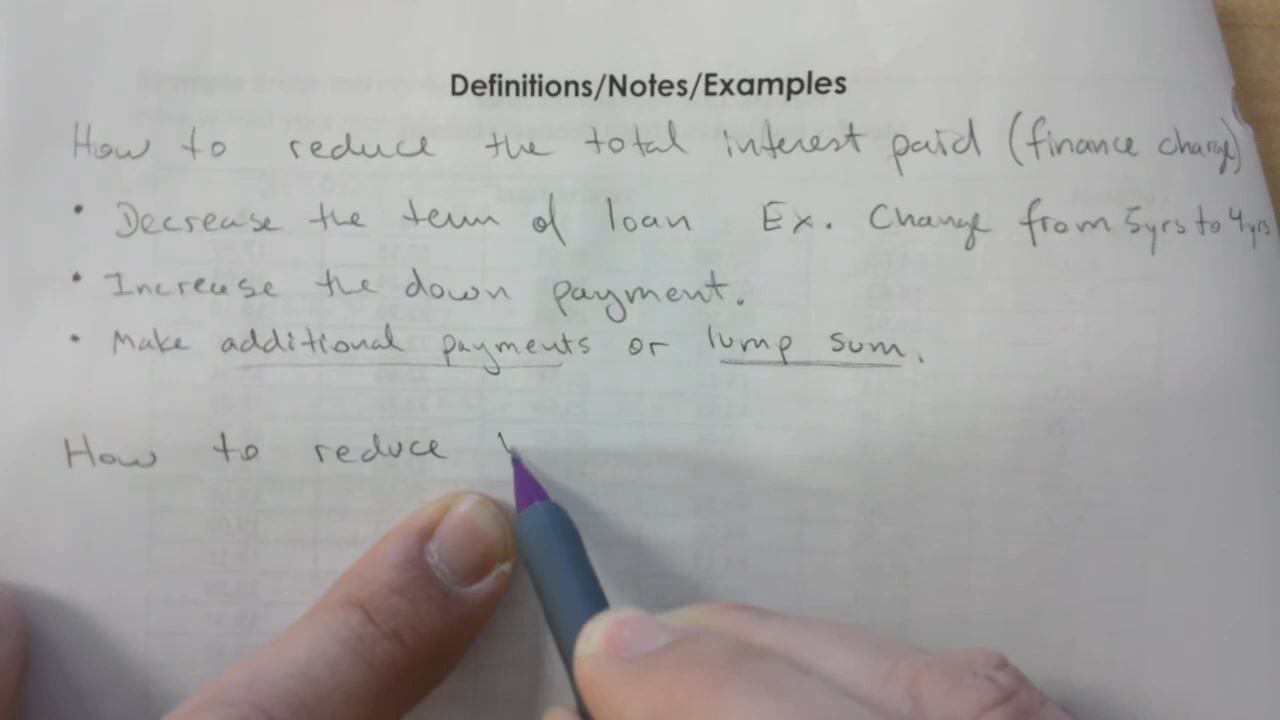 Definitions/Notes/Examples
How to reduce the total interest paid (finance charge)
• Decrease the term of loan Ex. Change from 5yrs to 4yrs.
• Increase the down payment.
• Make additional payments or lump sum.
How to reduce